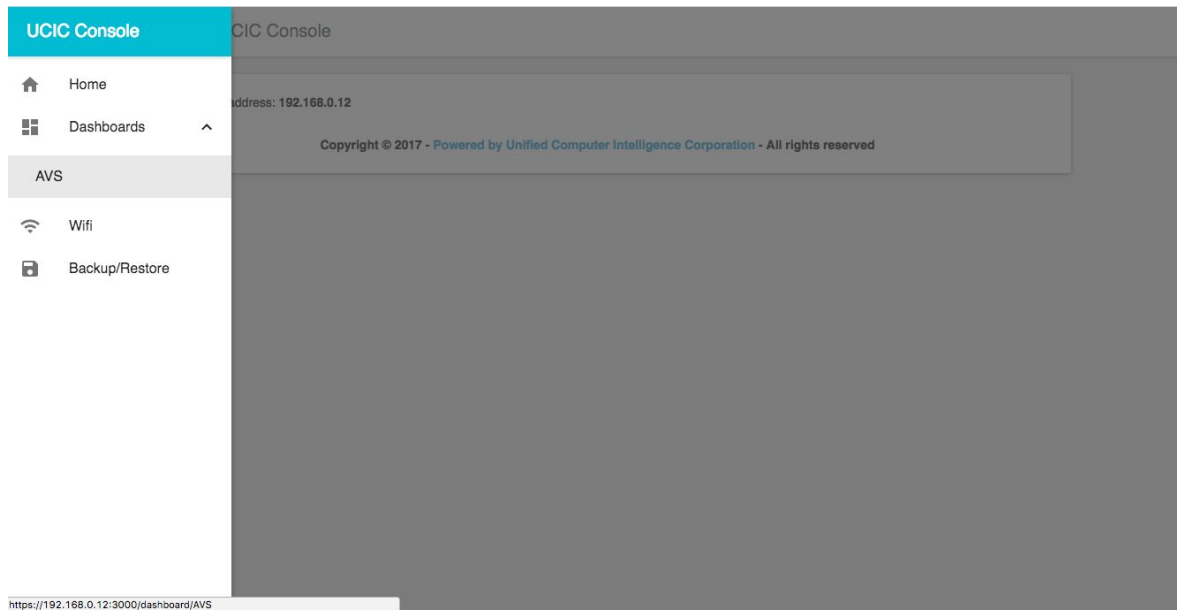 UCIC Console
CIC Console
Home
address: 192.168.0.12
Dashboards
Copyright © 2017 - Powered by Unified Computer Intelligence Corporation - All rights reserved
AVS
Wifi
Backup/Restore
https://192.168.0.12:3000/dashboard/AVS